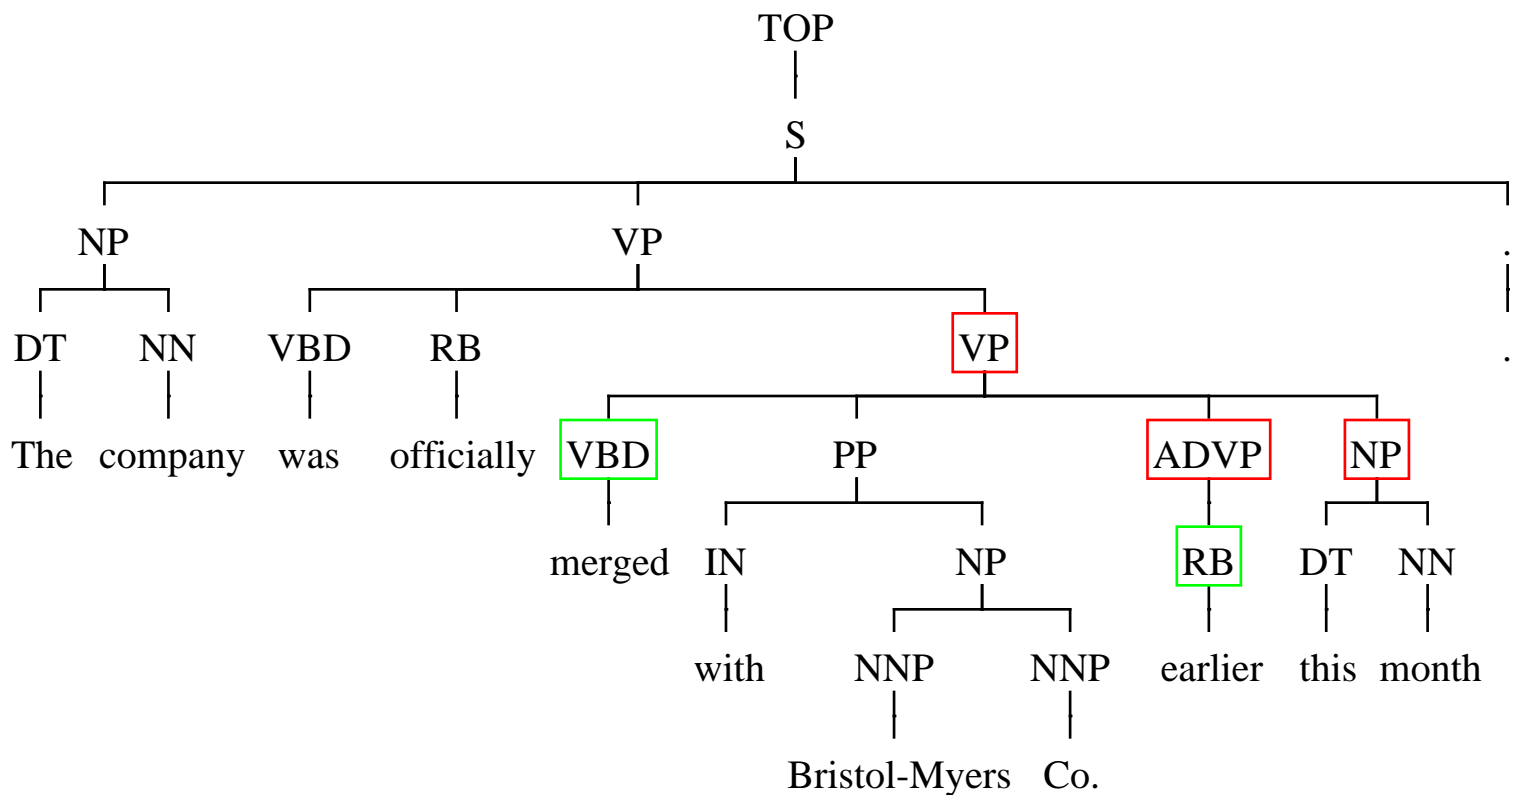 TOP
S
NP VP .
DT NN VBD RB VP .
The company was officially VBD PP ADVP NP
merged IN NP RB DT NN
with NNP NNP earlier this month
Bristol-Myers Co.